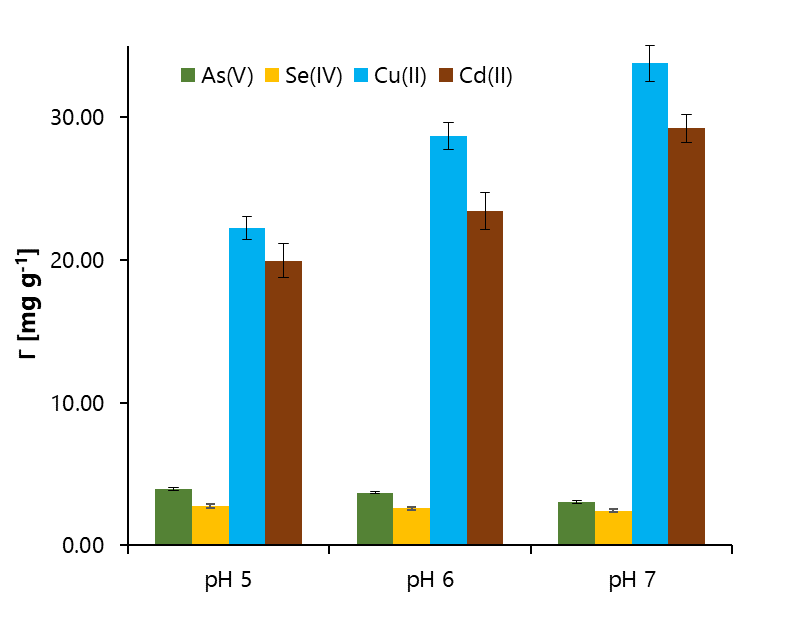 As(V) Se(IV) Cu(II) Cd(II)
30.00
20.00
10.00
0.00
Γ [mg g⁻¹]
pH 5 pH 6 pH 7